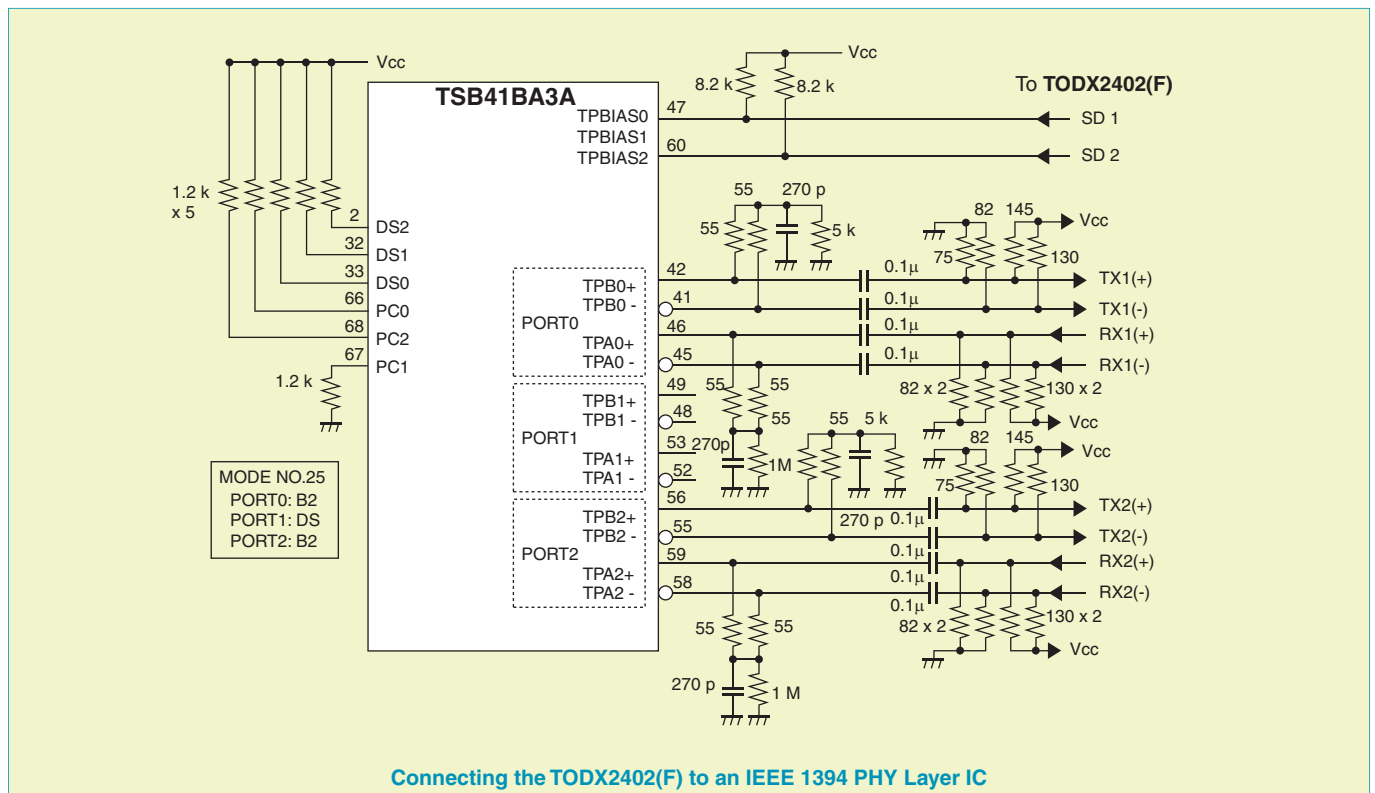 Vcc
TSB41BA3A
8.2 k
8.2 k
Vcc
To TODX2402(F)
TPBIAS0
47
SD 1
TPBIAS1
TPBIAS2
60
SD 2
1.2 k
x 5
2
DS2
32
DS1
33
DS0
66
PC0
68
PC2
67
PC1
1.2 k
MODE NO.25
PORT0: B2
PORT1: DS
PORT2: B2
PORT0
TPB0+
42
TPB0 -
41
TPA0+
46
TPA0 -
45
PORT1
TPB1+
49
TPB1 -
48
TPA1+
53
TPA1 -
52
PORT2
TPB2+
56
TPB2 -
55
TPA2+
59
TPA2 -
58
55
270 p
55
5 k
82
145
Vcc
75
130
0.1μ
TX1(+)
0.1μ
TX1(-)
0.1μ
RX1(+)
0.1μ
RX1(-)
55
55
82 x 2
130 x 2
270p
1M
Vcc
55
55
5 k
82
145
Vcc
75
130
270 p
0.1μ
TX2(+)
0.1μ
TX2(-)
0.1μ
RX2(+)
0.1μ
RX2(-)
55
55
82 x 2
130 x 2
Vcc
270 p
1 M
Connecting the TODX2402(F) to an IEEE 1394 PHY Layer IC